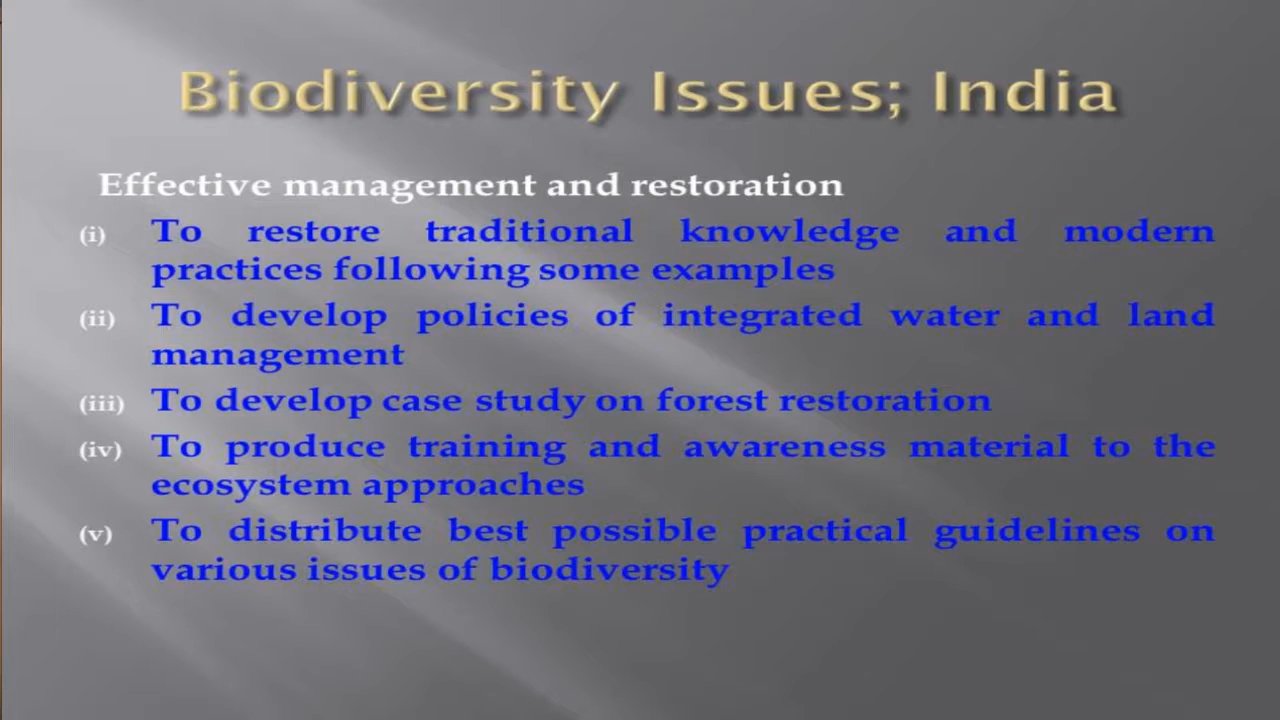 Biodiversity Issues; India
Effective management and restoration
(i) To restore traditional knowledge and modern
practices following some examples
(ii) To develop policies of integrated water and land
management
(iii) To develop case study on forest restoration
(iv) To produce training and awareness material to the
ecosystem approaches
(v) To distribute best possible practical guidelines on
various issues of biodiversity